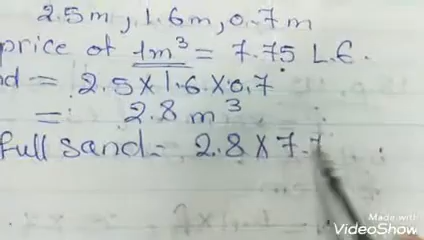 2.5m, 1.6m, 0.7m
price of 1m³ = 7.75 L.E.
nd = 2.5 X 1.6 X 0.7
= 2.8 m³
full sand = 2.8 X 7.7
Made With
VideoShow